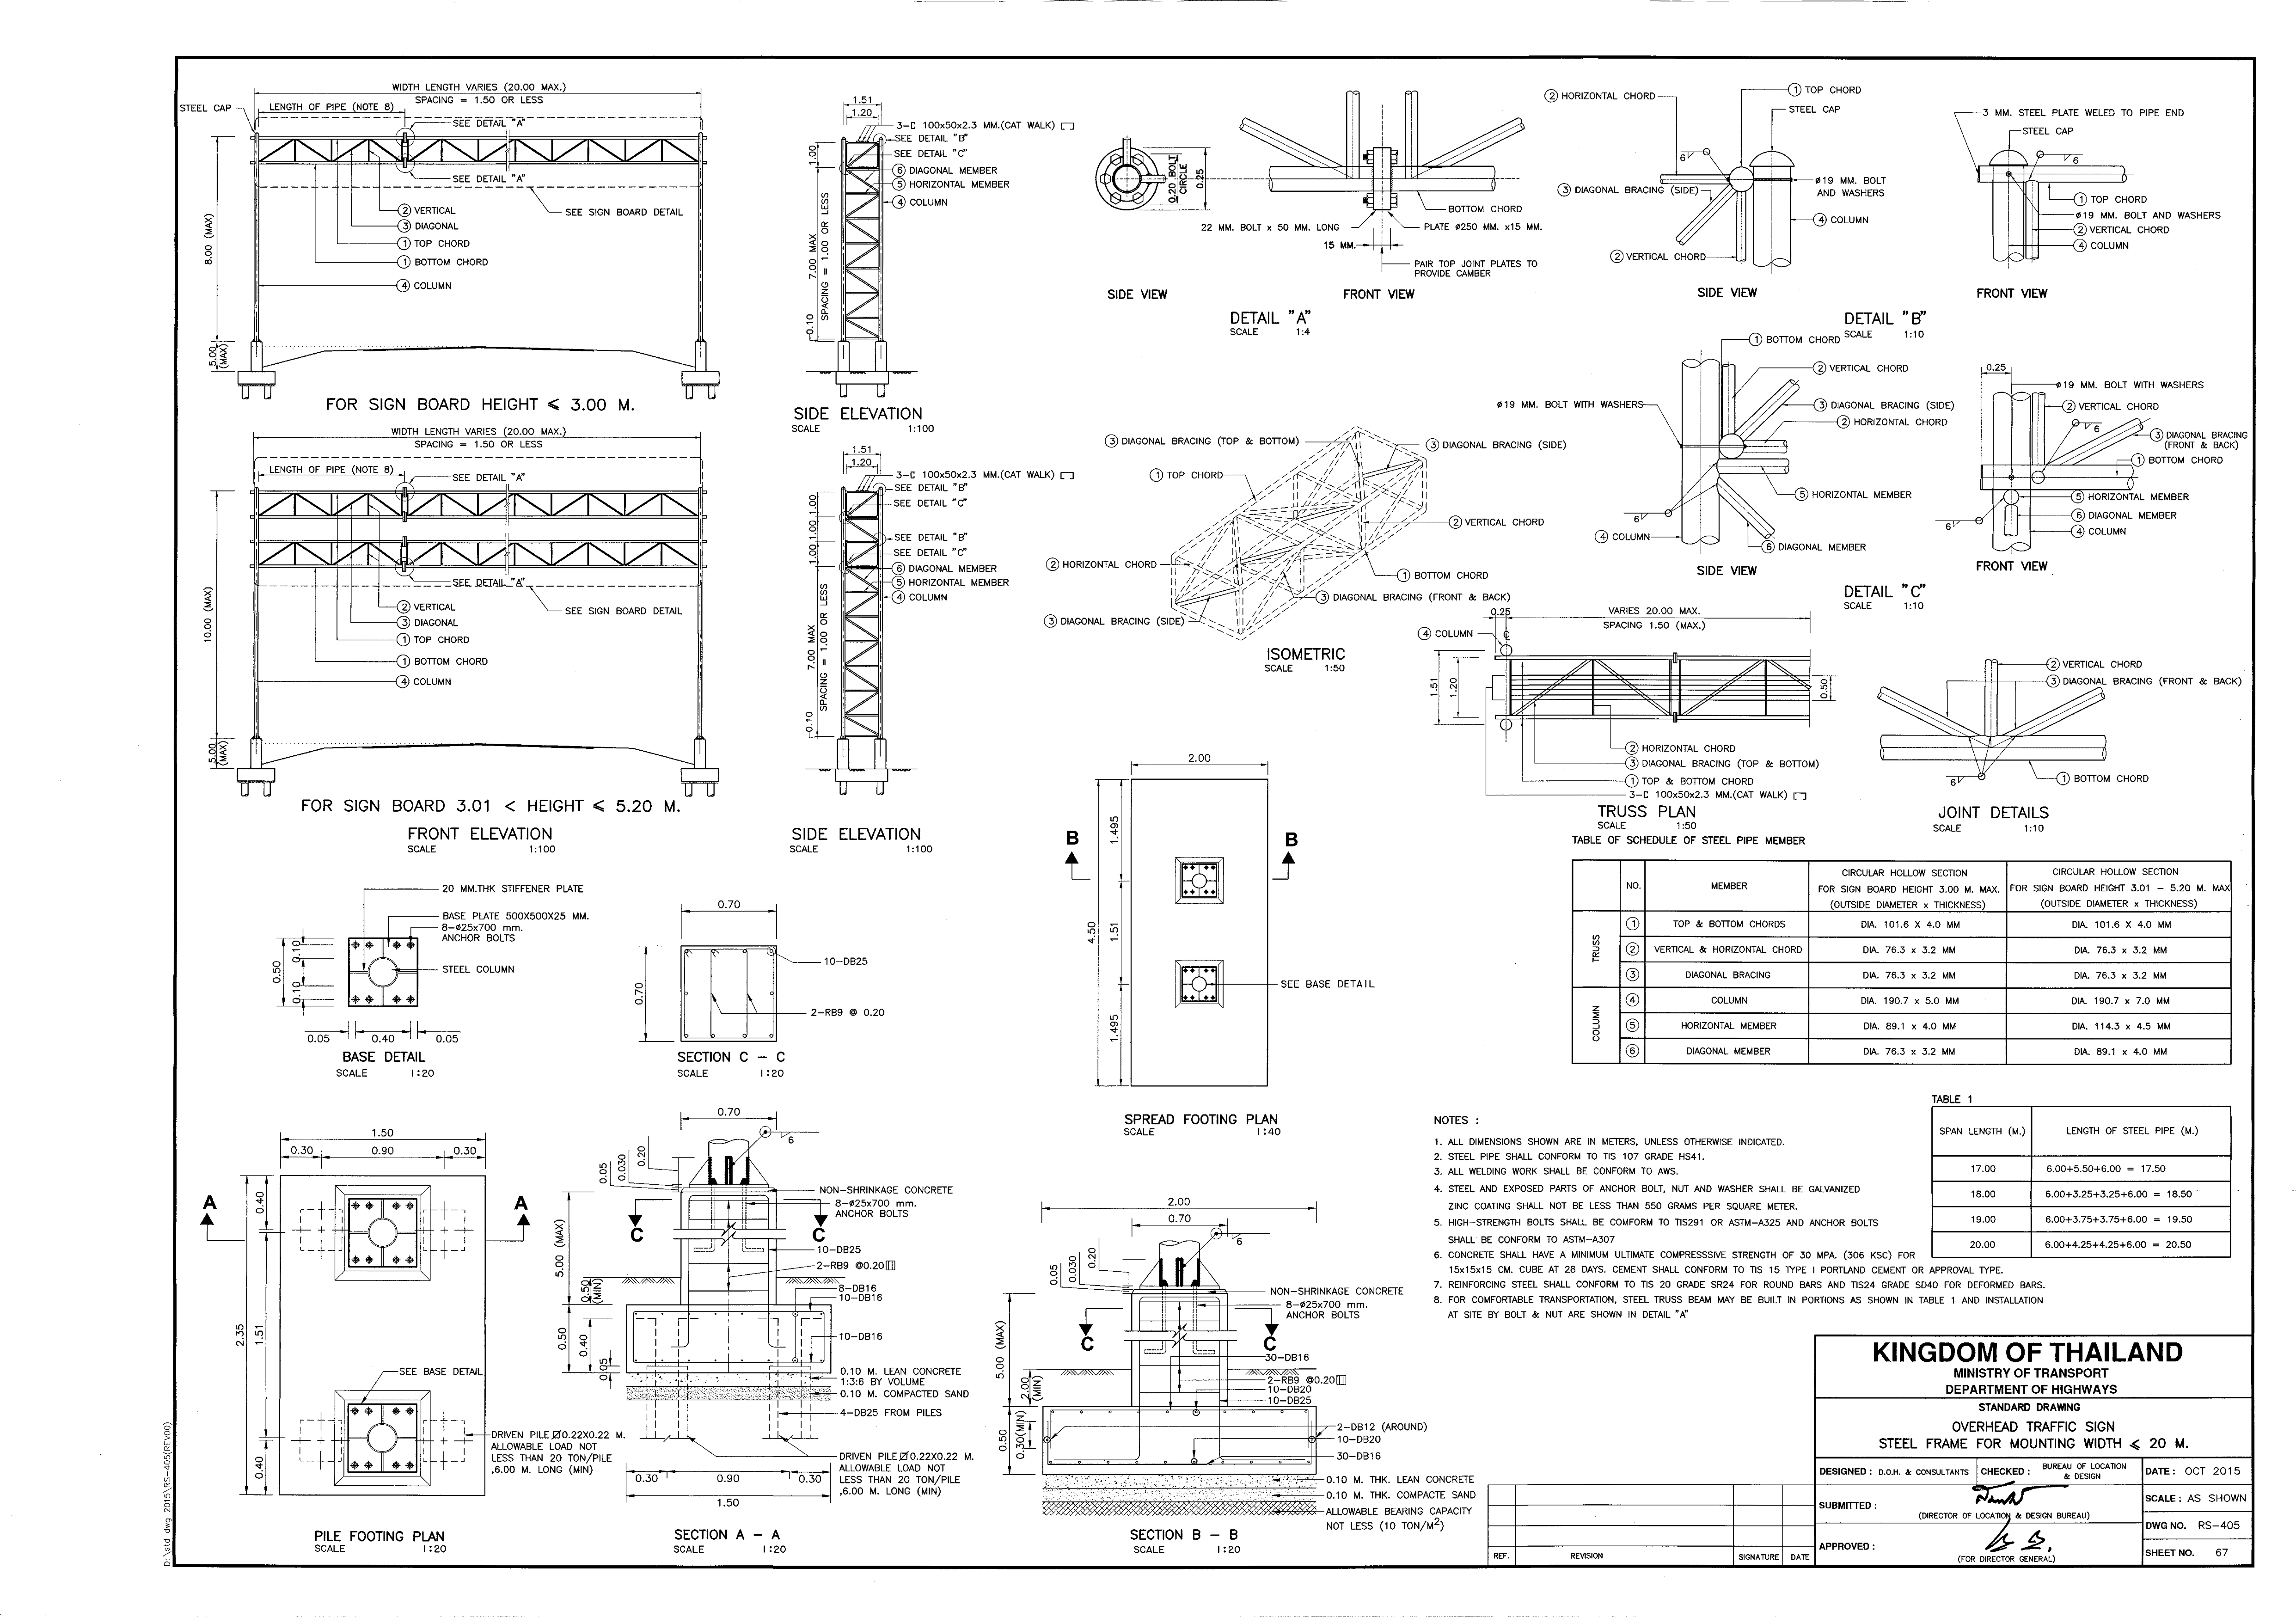 WIDTH LENGTH VARIES (20.00 MAX.)
SPACING = 1.50 OR LESS
STEEL CAP
LENGTH OF PIPE (NOTE 8)
SEE DETAIL "A"
SEE DETAIL "A"
8.00 (MAX)
2 VERTICAL
SEE SIGN BOARD DETAIL
3 DIAGONAL
1 TOP CHORD
1 BOTTOM CHORD
4 COLUMN
5.00
(MAX)
FOR SIGN BOARD HEIGHT ⩽ 3.00 M.
1.51
1.20
3-[ 100x50x2.3 MM.(CAT WALK)
SEE DETAIL "B"
SEE DETAIL "C"
6 DIAGONAL MEMBER
5 HORIZONTAL MEMBER
4 COLUMN
1.00
7.00 MAX
SPACING = 1.00 OR LESS
0.10
SIDE ELEVATION
SCALE 1:100
WIDTH LENGTH VARIES (20.00 MAX.)
SPACING = 1.50 OR LESS
LENGTH OF PIPE (NOTE 8)
SEE DETAIL "A"
SEE DETAIL "A"
10.00 (MAX)
2 VERTICAL
SEE SIGN BOARD DETAIL
3 DIAGONAL
1 TOP CHORD
1 BOTTOM CHORD
4 COLUMN
5.00
(MAX)
FOR SIGN BOARD 3.01 < HEIGHT ⩽ 5.20 M.
FRONT ELEVATION
SCALE 1:100
1.51
1.20
3-[ 100x50x2.3 MM.(CAT WALK)
SEE DETAIL "B"
SEE DETAIL "C"
SEE DETAIL "B"
SEE DETAIL "C"
6 DIAGONAL MEMBER
5 HORIZONTAL MEMBER
4 COLUMN
1.00
1.00
1.00
7.00 MAX
SPACING = 1.00 OR LESS
0.10
SIDE ELEVATION
SCALE 1:100
0.20 BOLT
CIRCLE
0.25
BOTTOM CHORD
22 MM. BOLT x 50 MM. LONG
PLATE ø250 MM. x15 MM.
15 MM.
PAIR TOP JOINT PLATES TO
PROVIDE CAMBER
SIDE VIEW
FRONT VIEW
DETAIL "A"
SCALE 1:4
2 HORIZONTAL CHORD
1 TOP CHORD
STEEL CAP
6
3 DIAGONAL BRACING (SIDE)
ø19 MM. BOLT
AND WASHERS
4 COLUMN
2 VERTICAL CHORD
SIDE VIEW
3 MM. STEEL PLATE WELED TO PIPE END
STEEL CAP
6
1 TOP CHORD
ø19 MM. BOLT AND WASHERS
2 VERTICAL CHORD
4 COLUMN
FRONT VIEW
DETAIL "B"
SCALE 1:10
1 BOTTOM CHORD
2 VERTICAL CHORD
ø19 MM. BOLT WITH WASHERS
3 DIAGONAL BRACING (SIDE)
2 HORIZONTAL CHORD
5 HORIZONTAL MEMBER
6
4 COLUMN
6 DIAGONAL MEMBER
SIDE VIEW
0.25
ø19 MM. BOLT WITH WASHERS
2 VERTICAL CHORD
6
3 DIAGONAL BRACING
(FRONT & BACK)
1 BOTTOM CHORD
5 HORIZONTAL MEMBER
6 DIAGONAL MEMBER
6
4 COLUMN
FRONT VIEW
DETAIL "C"
SCALE 1:10
3 DIAGONAL BRACING (TOP & BOTTOM)
3 DIAGONAL BRACING (SIDE)
1 TOP CHORD
2 VERTICAL CHORD
2 HORIZONTAL CHORD
1 BOTTOM CHORD
3 DIAGONAL BRACING (FRONT & BACK)
3 DIAGONAL BRACING (SIDE)
ISOMETRIC
SCALE 1:50
0.25
VARIES 20.00 MAX.
SPACING 1.50 (MAX.)
4 COLUMN
1.51
1.20
0.50
2 HORIZONTAL CHORD
3 DIAGONAL BRACING (TOP & BOTTOM)
1 TOP & BOTTOM CHORD
3-[ 100x50x2.3 MM.(CAT WALK)
TRUSS PLAN
SCALE 1:50
2 VERTICAL CHORD
3 DIAGONAL BRACING (FRONT & BACK)
6
1 BOTTOM CHORD
JOINT DETAILS
SCALE 1:10
TABLE OF SCHEDULE OF STEEL PIPE MEMBER
NO. MEMBER CIRCULAR HOLLOW SECTION FOR SIGN BOARD HEIGHT 3.00 M. MAX. (OUTSIDE DIAMETER x THICKNESS) CIRCULAR HOLLOW SECTION FOR SIGN BOARD HEIGHT 3.01 - 5.20 M. MAX (OUTSIDE DIAMETER x THICKNESS)
TRUSS
1 TOP & BOTTOM CHORDS DIA. 101.6 X 4.0 MM DIA. 101.6 X 4.0 MM
2 VERTICAL & HORIZONTAL CHORD DIA. 76.3 x 3.2 MM DIA. 76.3 x 3.2 MM
3 DIAGONAL BRACING DIA. 76.3 x 3.2 MM DIA. 76.3 x 3.2 MM
COLUMN
4 COLUMN DIA. 190.7 x 5.0 MM DIA. 190.7 x 7.0 MM
5 HORIZONTAL MEMBER DIA. 89.1 x 4.0 MM DIA. 114.3 x 4.5 MM
6 DIAGONAL MEMBER DIA. 76.3 x 3.2 MM DIA. 89.1 x 4.0 MM
20 MM.THK STIFFENER PLATE
BASE PLATE 500X500X25 MM.
8-ø25x700 mm.
ANCHOR BOLTS
STEEL COLUMN
0.50
0.10
0.10
0.05 0.40 0.05
BASE DETAIL
SCALE 1:20
0.70
0.70
10-DB25
2-RB9 @ 0.20
SECTION C - C
SCALE 1:20
2.00
B B
4.50
1.495
1.51
1.495
SEE BASE DETAIL
SPREAD FOOTING PLAN
SCALE 1:40
1.50
0.30 0.90 0.30
A A
2.35
0.40
1.51
0.40
SEE BASE DETAIL
DRIVEN PILE 0.22X0.22 M.
ALLOWABLE LOAD NOT
LESS THAN 20 TON/PILE
,6.00 M. LONG (MIN)
PILE FOOTING PLAN
SCALE 1:20
0.70
6
0.05
0.030
0.20
NON-SHRINKAGE CONCRETE
8-ø25x700 mm.
ANCHOR BOLTS
C C
5.00 (MAX)
10-DB25
2-RB9 @0.20
0.50
(MIN)
8-DB16
10-DB16
0.50
0.40
0.05
10-DB16
0.10 M. LEAN CONCRETE
1:3:6 BY VOLUME
0.10 M. COMPACTED SAND
4-DB25 FROM PILES
DRIVEN PILE 0.22X0.22 M.
ALLOWABLE LOAD NOT
LESS THAN 20 TON/PILE
,6.00 M. LONG (MIN)
0.30 0.90 0.30
1.50
SECTION A - A
SCALE 1:20
2.00
0.70
6
0.05
0.030
0.20
NON-SHRINKAGE CONCRETE
8-ø25x700 mm.
ANCHOR BOLTS
C C
5.00 (MAX)
30-DB16
2-RB9 @0.20
10-DB20
10-DB25
2.00
(MIN)
0.50
0.30(MIN)
2-DB12 (AROUND)
10-DB20
30-DB16
0.10 M. THK. LEAN CONCRETE
0.10 M. THK. COMPACTE SAND
ALLOWABLE BEARING CAPACITY
NOT LESS (10 TON/M2)
SECTION B - B
SCALE 1:20
TABLE 1
SPAN LENGTH (M.) LENGTH OF STEEL PIPE (M.)
17.00 6.00+5.50+6.00 = 17.50
18.00 6.00+3.25+3.25+6.00 = 18.50
19.00 6.00+3.75+3.75+6.00 = 19.50
20.00 6.00+4.25+4.25+6.00 = 20.50
NOTES :
1. ALL DIMENSIONS SHOWN ARE IN METERS, UNLESS OTHERWISE INDICATED.
2. STEEL PIPE SHALL CONFORM TO TIS 107 GRADE HS41.
3. ALL WELDING WORK SHALL BE CONFORM TO AWS.
4. STEEL AND EXPOSED PARTS OF ANCHOR BOLT, NUT AND WASHER SHALL BE GALVANIZED
ZINC COATING SHALL NOT BE LESS THAN 550 GRAMS PER SQUARE METER.
5. HIGH-STRENGTH BOLTS SHALL BE COMFORM TO TIS291 OR ASTM-A325 AND ANCHOR BOLTS
SHALL BE CONFORM TO ASTM-A307
6. CONCRETE SHALL HAVE A MINIMUM ULTIMATE COMPRESSSIVE STRENGTH OF 30 MPA. (306 KSC) FOR
15x15x15 CM. CUBE AT 28 DAYS. CEMENT SHALL CONFORM TO TIS 15 TYPE I PORTLAND CEMENT OR APPROVAL TYPE.
7. REINFORCING STEEL SHALL CONFORM TO TIS 20 GRADE SR24 FOR ROUND BARS AND TIS24 GRADE SD40 FOR DEFORMED BARS.
8. FOR COMFORTABLE TRANSPORTATION, STEEL TRUSS BEAM MAY BE BUILT IN PORTIONS AS SHOWN IN TABLE 1 AND INSTALLATION
AT SITE BY BOLT & NUT ARE SHOWN IN DETAIL "A"
KINGDOM OF THAILAND
MINISTRY OF TRANSPORT
DEPARTMENT OF HIGHWAYS
STANDARD DRAWING
OVERHEAD TRAFFIC SIGN
STEEL FRAME FOR MOUNTING WIDTH ⩽ 20 M.
DESIGNED : D.O.H. & CONSULTANTS CHECKED : BUREAU OF LOCATION & DESIGN DATE : OCT 2015
SUBMITTED :
(DIRECTOR OF LOCATION & DESIGN BUREAU)
SCALE : AS SHOWN
DWG NO. RS-405
APPROVED :
(FOR DIRECTOR GENERAL)
SHEET NO. 67
REF. REVISION SIGNATURE DATE
D:\std dwg 2015\RS-405(REV00)